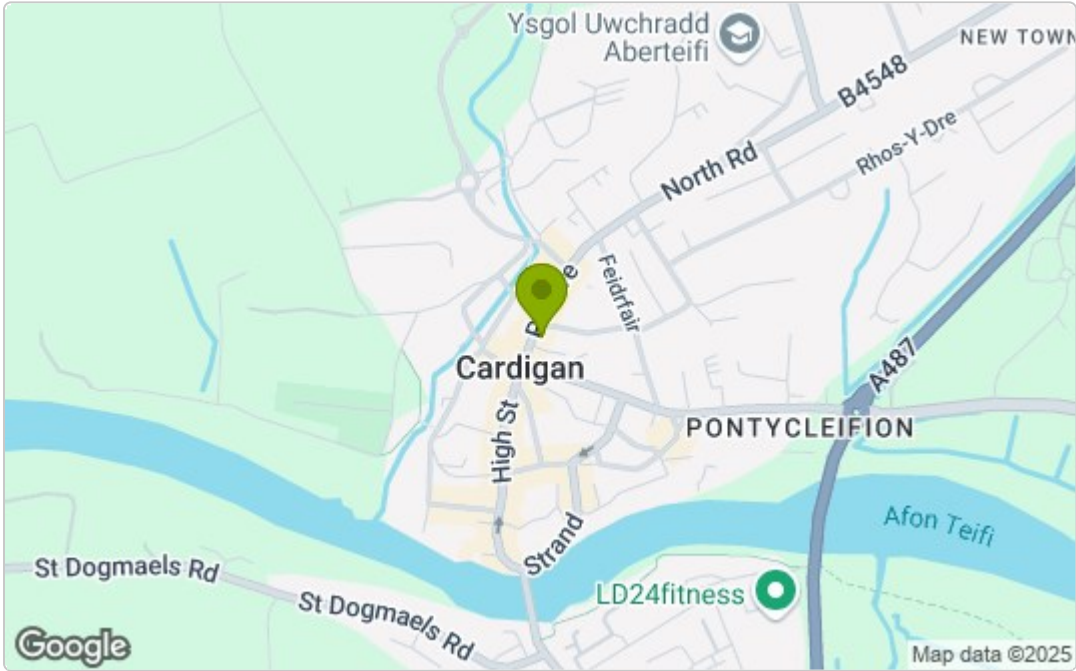 Ysgol Uwchradd
Aberteifi
NEW TOWN
B4548
Rhos-Y-Dre
North Rd
Feidrfair
Cardigan
A487
High St
PONTYCLEIFION
Afon Teifi
Strand
St Dogmaels Rd
LD24fitness
St Dogmaels Rd
Google
Map data ©2025